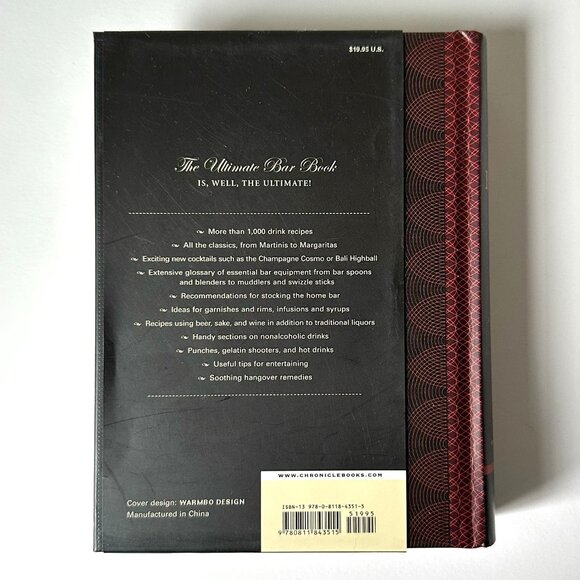 $19.95 U.S.
The Ultimate Bar Book
IS, WELL, THE ULTIMATE!
More than 1,000 drink recipes
All the classics, from Martinis to Margaritas
Exciting new cocktails such as the Champagne Cosmo or Bali Highball
Extensive glossary of essential bar equipment from bar spoons
and blenders to muddlers and swizzle sticks
Recommendations for stocking the home bar
Ideas for garnishes and rims, infusions and syrups
Recipes using beer, sake, and wine in addition to traditional liquors
Handy sections on nonalcoholic drinks
Punches, gelatin shooters, and hot drinks
Useful tips for entertaining
Soothing hangover remedies
WWW.CHRONICLEBOOKS.COM
Cover design: WARMBO DESIGN
Manufactured in China
ISBN-13 978-0-8118-4351-5
51995
9 780811 843515